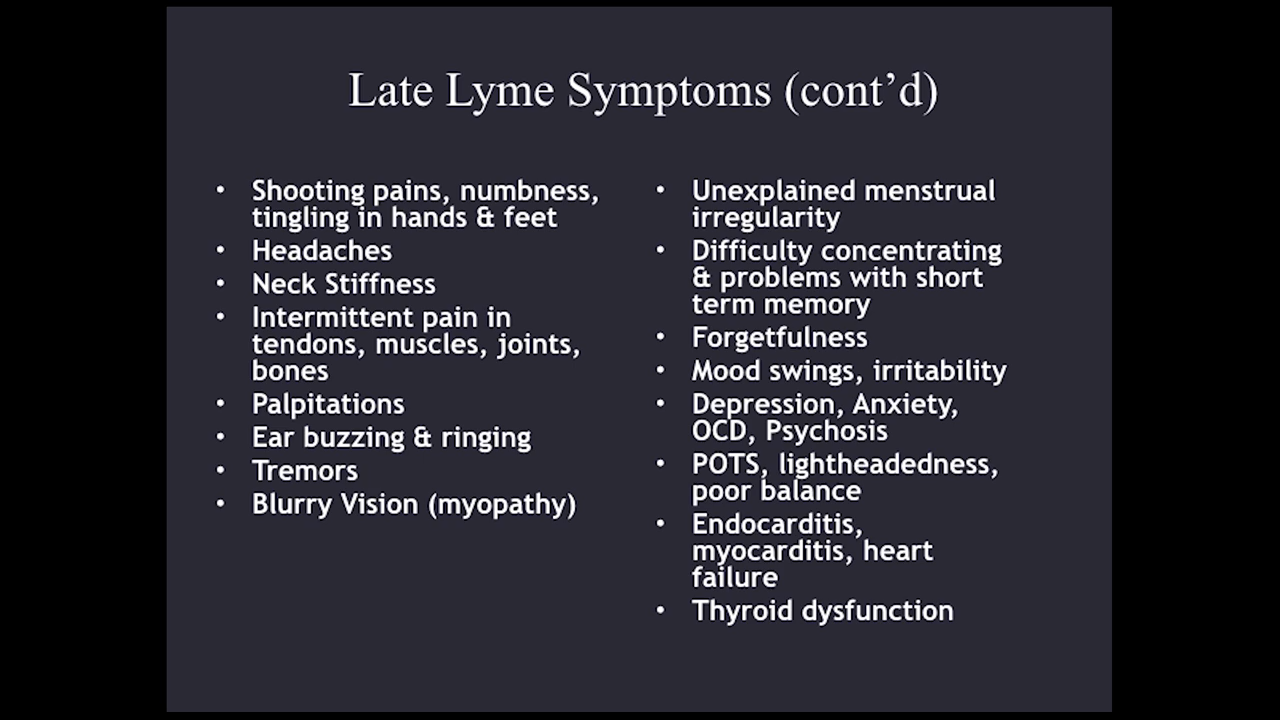 Late Lyme Symptoms (cont’d)
• Shooting pains, numbness,
tingling in hands & feet
• Headaches
• Neck Stiffness
• Intermittent pain in
tendons, muscles, joints,
bones
• Palpitations
• Ear buzzing & ringing
• Tremors
• Blurry Vision (myopathy)
• Unexplained menstrual
irregularity
• Difficulty concentrating
& problems with short
term memory
• Forgetfulness
• Mood swings, irritability
• Depression, Anxiety,
OCD, Psychosis
• POTS, lightheadedness,
poor balance
• Endocarditis,
myocarditis, heart
failure
• Thyroid dysfunction